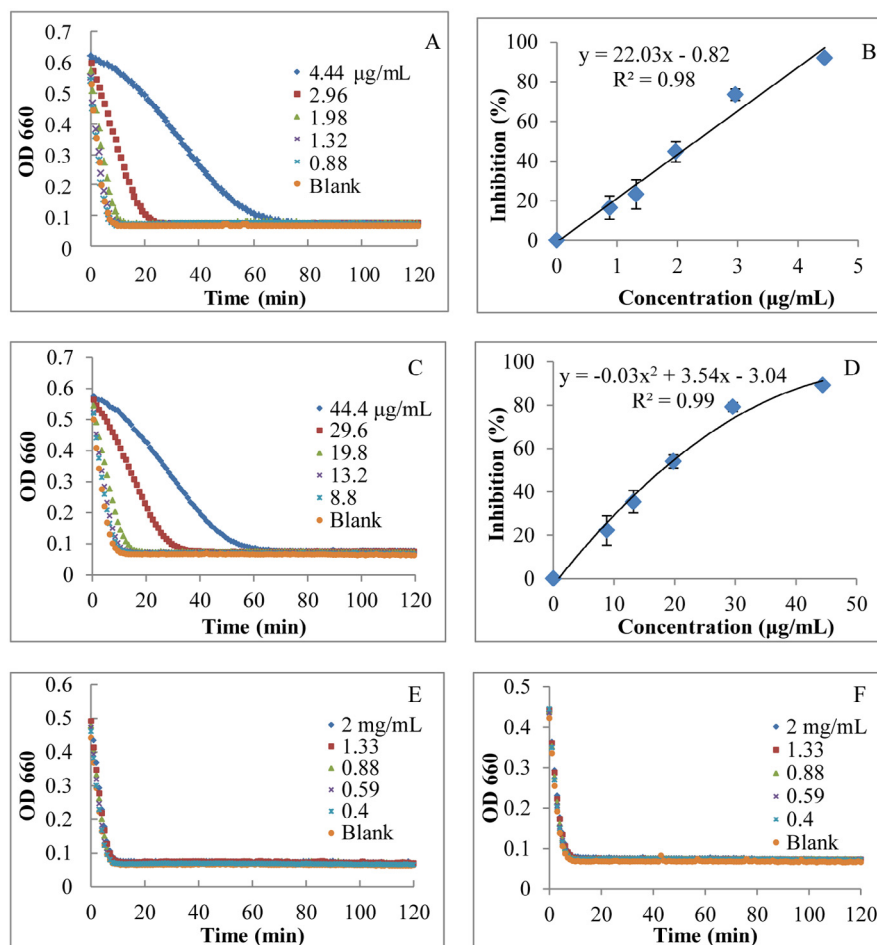 A
0.7
0.6
0.5
0.4
0.3
0.2
0.1
0
OD 660
4.44 µg/mL
2.96
1.98
1.32
0.88
Blank
0 20 40 60 80 100 120
Time (min)
B
100
80
60
40
20
0
Inhibition (%)
y = 22.03x - 0.82
R² = 0.98
0 1 2 3 4 5
Concentration (µg/mL)
C
0.7
0.6
0.5
0.4
0.3
0.2
0.1
0
OD 660
44.4 µg/mL
29.6
19.8
13.2
8.8
Blank
0 20 40 60 80 100 120
Time (min)
D
100
80
60
40
20
0
Inhibition (%)
y = -0.03x² + 3.54x - 3.04
R² = 0.99
0 10 20 30 40 50
Concentration (µg/mL)
E
0.6
0.5
0.4
0.3
0.2
0.1
0
OD 660
2 mg/mL
1.33
0.88
0.59
0.4
Blank
0 20 40 60 80 100 120
Time (min)
F
0.5
0.4
0.3
0.2
0.1
0
OD 660
2 mg/mL
1.33
0.88
0.59
0.4
Blank
0 20 40 60 80 100 120
Time (min)